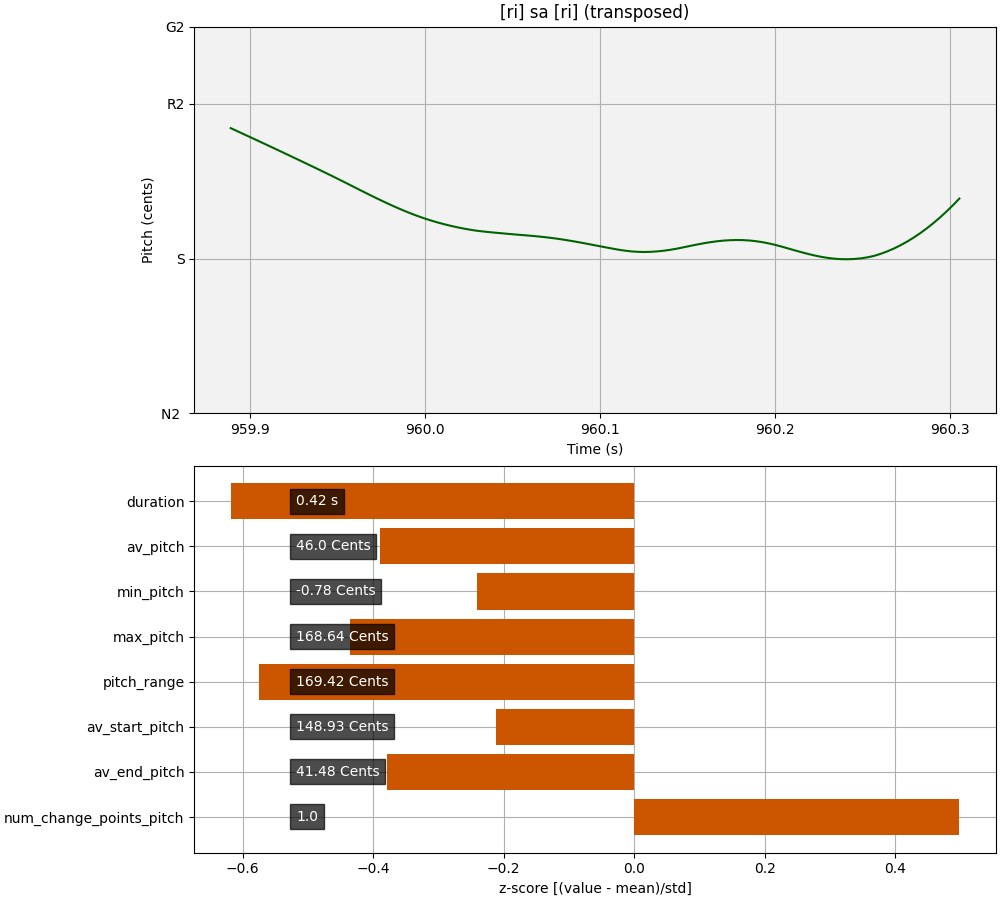 [ri] sa [ri] (transposed)
G2
R2
S
N2
Pitch (cents)
959.9 960.0 960.1 960.2 960.3
Time (s)
duration 0.42 s
av_pitch 46.0 Cents
min_pitch -0.78 Cents
max_pitch 168.64 Cents
pitch_range 169.42 Cents
av_start_pitch 148.93 Cents
av_end_pitch 41.48 Cents
num_change_points_pitch 1.0
−0.6 −0.4 −0.2 0.0 0.2 0.4
z-score [(value - mean)/std]